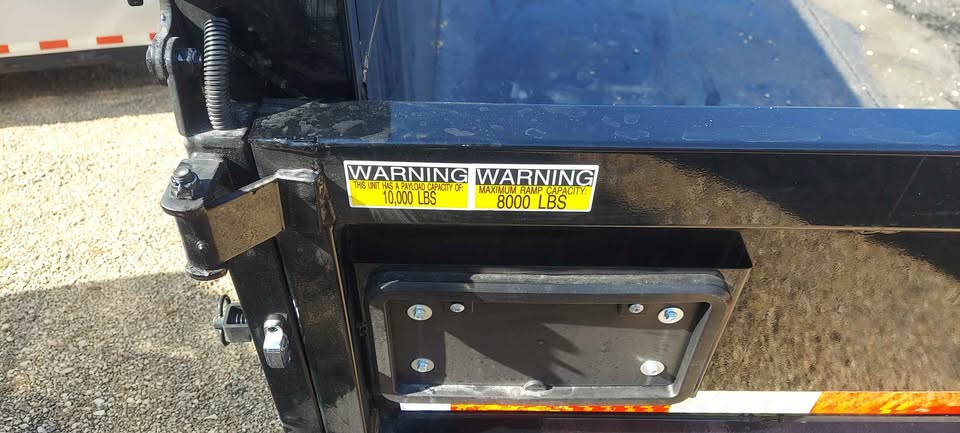 WARNING
THIS UNIT HAS A PAYLOAD CAPACITY OF:
10,000 LBS
WARNING
MAXIMUM RAMP CAPACITY:
8000 LBS